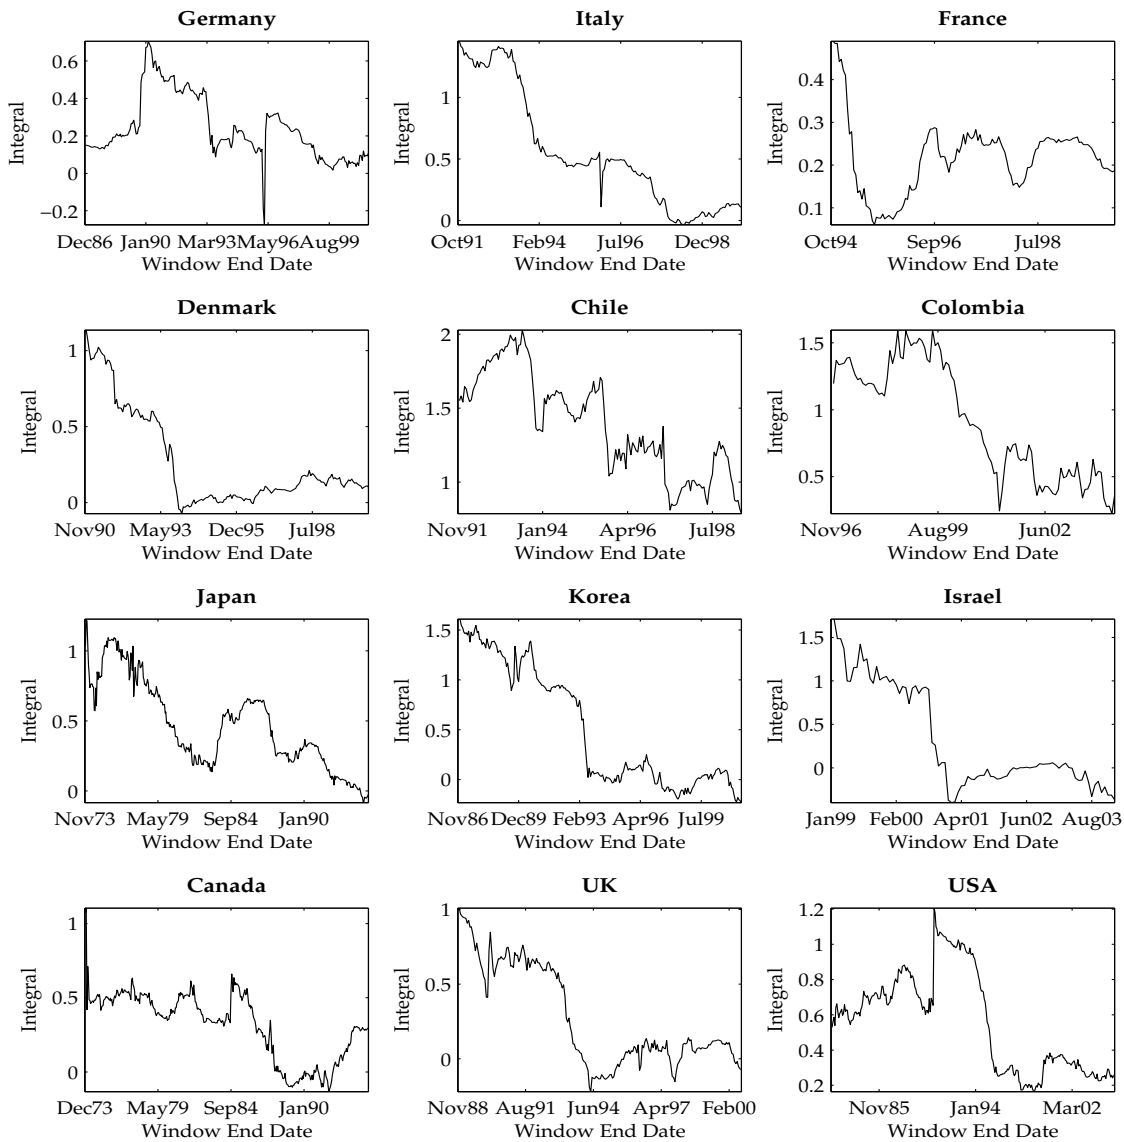 Germany
Integral
0.6
0.4
0.2
0
−0.2
Dec86 Jan90 Mar93 May96 Aug99
Window End Date
Italy
Integral
1
0.5
0
Oct91 Feb94 Jul96 Dec98
Window End Date
France
Integral
0.4
0.3
0.2
0.1
Oct94 Sep96 Jul98
Window End Date
Denmark
Integral
1
0.5
0
Nov90 May93 Dec95 Jul98
Window End Date
Chile
Integral
2
1.5
1
Nov91 Jan94 Apr96 Jul98
Window End Date
Colombia
Integral
1.5
1
0.5
Nov96 Aug99 Jun02
Window End Date
Japan
Integral
1
0.5
0
Nov73 May79 Sep84 Jan90
Window End Date
Korea
Integral
1.5
1
0.5
0
Nov86 Dec89 Feb93 Apr96 Jul99
Window End Date
Israel
Integral
1.5
1
0.5
0
Jan99 Feb00 Apr01 Jun02 Aug03
Window End Date
Canada
Integral
1
0.5
0
Dec73 May79 Sep84 Jan90
Window End Date
UK
Integral
1
0.5
0
Nov88 Aug91 Jun94 Apr97 Feb00
Window End Date
USA
Integral
1.2
1
0.8
0.6
0.4
0.2
Nov85 Jan94 Mar02
Window End Date